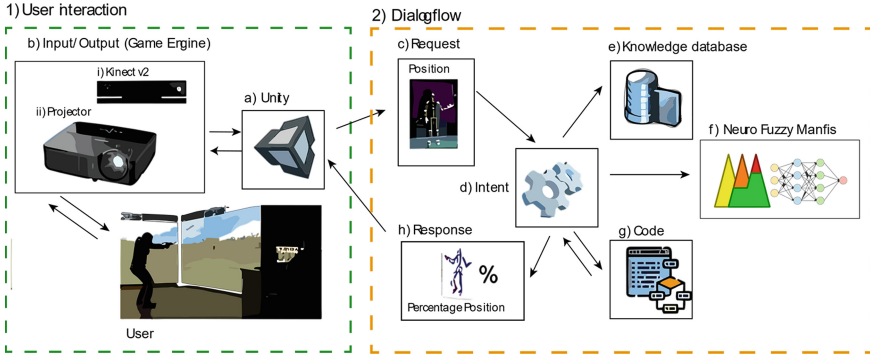 1) User interaction
b) Input/ Output (Game Engine)
i) Kinect v2
ii) Projector
a) Unity
User
2) Dialogflow
c) Request
Position
d) Intent
e) Knowledge database
f) Neuro Fuzzy Manfis
g) Code
h) Response
%
Percentage Position